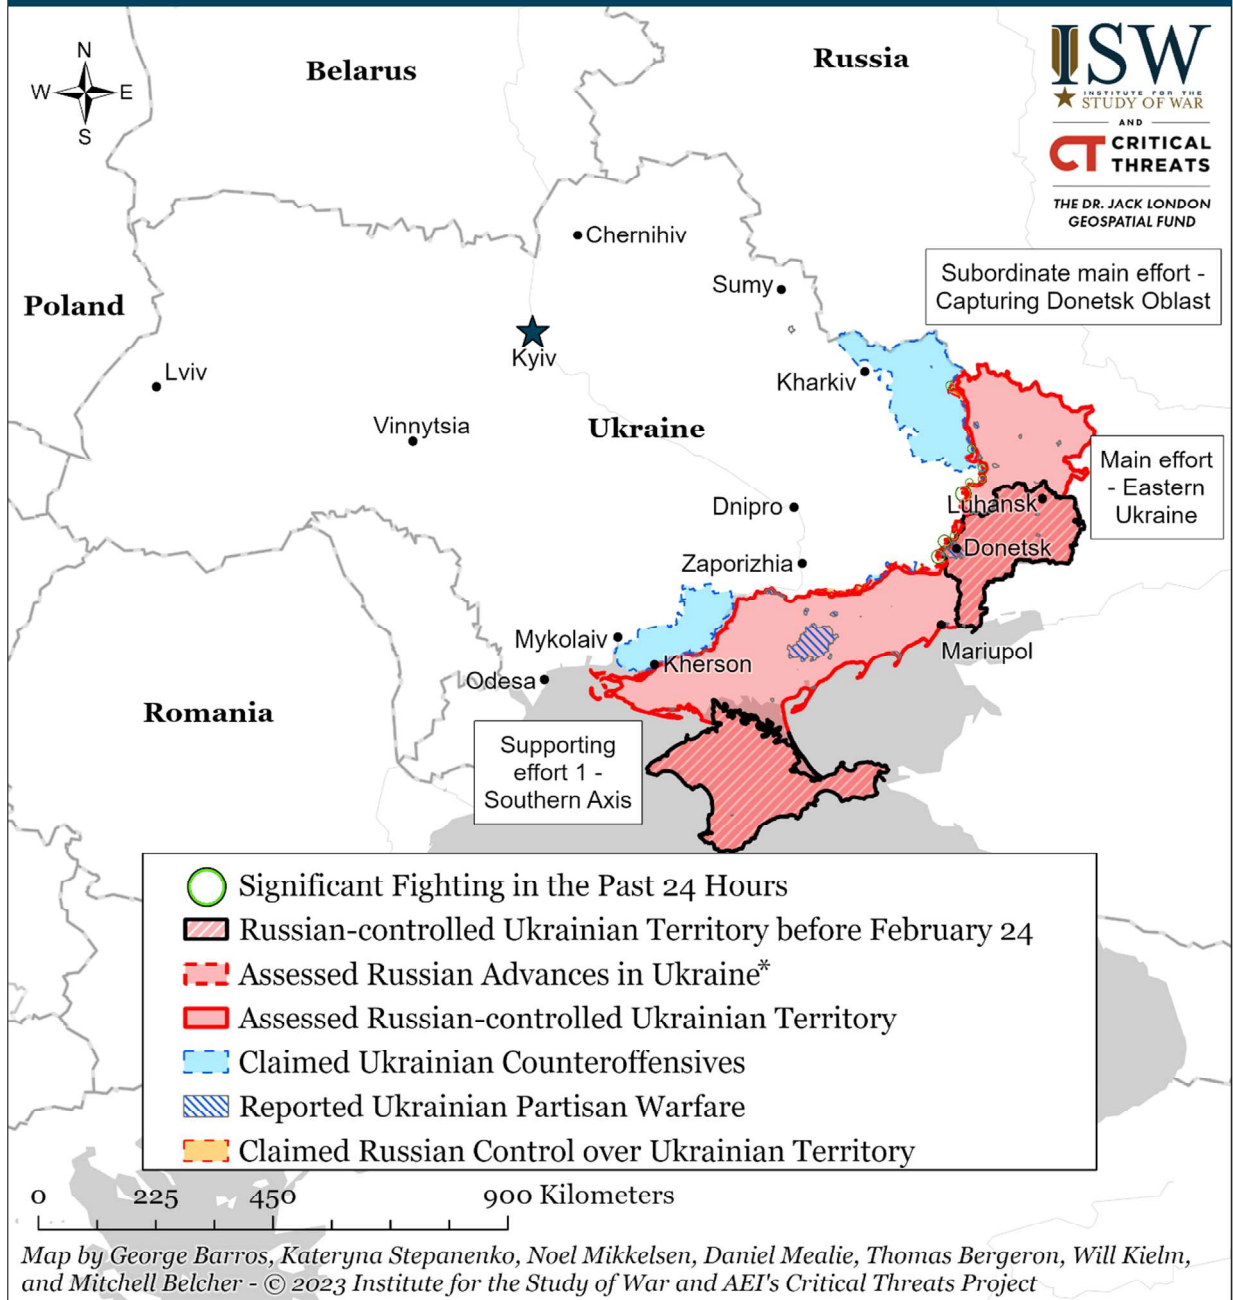 N
W E
S
Belarus
Russia
ISW
INSTITUTE FOR THE
STUDY OF WAR
AND
CT CRITICAL
THREATS
THE DR. JACK LONDON
GEOSPATIAL FUND
Chernihiv
Subordinate main effort -
Capturing Donetsk Oblast
Sumy
Poland
Kyiv
Lviv
Kharkiv
Vinnytsia
Ukraine
Main effort
- Eastern
Ukraine
Dnipro
Luhansk
Donetsk
Zaporizhia
Mykolaiv
Mariupol
Kherson
Odesa
Romania
Supporting
effort 1 -
Southern Axis
Significant Fighting in the Past 24 Hours
Russian-controlled Ukrainian Territory before February 24
Assessed Russian Advances in Ukraine*
Assessed Russian-controlled Ukrainian Territory
Claimed Ukrainian Counteroffensives
Reported Ukrainian Partisan Warfare
Claimed Russian Control over Ukrainian Territory
0 225 450 900 Kilometers
Map by George Barros, Kateryna Stepanenko, Noel Mikkelsen, Daniel Mealie, Thomas Bergeron, Will Kielm,
and Mitchell Belcher - © 2023 Institute for the Study of War and AEI's Critical Threats Project